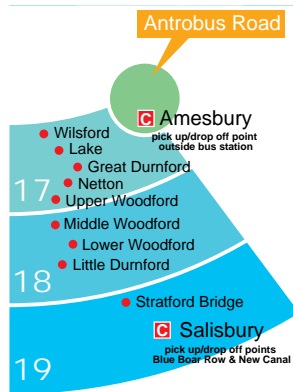 Antrobus Road
C Amesbury
pick up/drop off point
outside bus station
Wilsford
Lake
Great Durnford
Netton
17
Upper Woodford
Middle Woodford
Lower Woodford
Little Durnford
18
Stratford Bridge
C Salisbury
pick up/drop off points
Blue Boar Row & New Canal
19